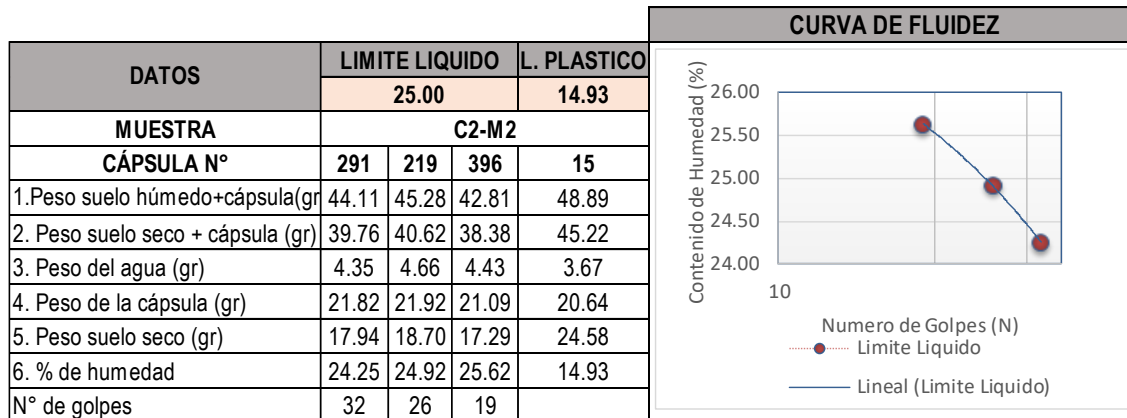 CURVA DE FLUIDEZ
DATOS LIMITE LIQUIDO L. PLASTICO
25.00 14.93
MUESTRA C2-M2
CÁPSULA N° 291 219 396 15
1.Peso suelo húmedo+cápsula(gr 44.11 45.28 42.81 48.89
2. Peso suelo seco + cápsula (gr) 39.76 40.62 38.38 45.22
3. Peso del agua (gr) 4.35 4.66 4.43 3.67
4. Peso de la cápsula (gr) 21.82 21.92 21.09 20.64
5. Peso suelo seco (gr) 17.94 18.70 17.29 24.58
6. % de humedad 24.25 24.92 25.62 14.93
N° de golpes 32 26 19
Contenido de Humedad (%)
26.00
25.50
25.00
24.50
24.00
10
Numero de Golpes (N)
Limite Liquido
Lineal (Limite Liquido)